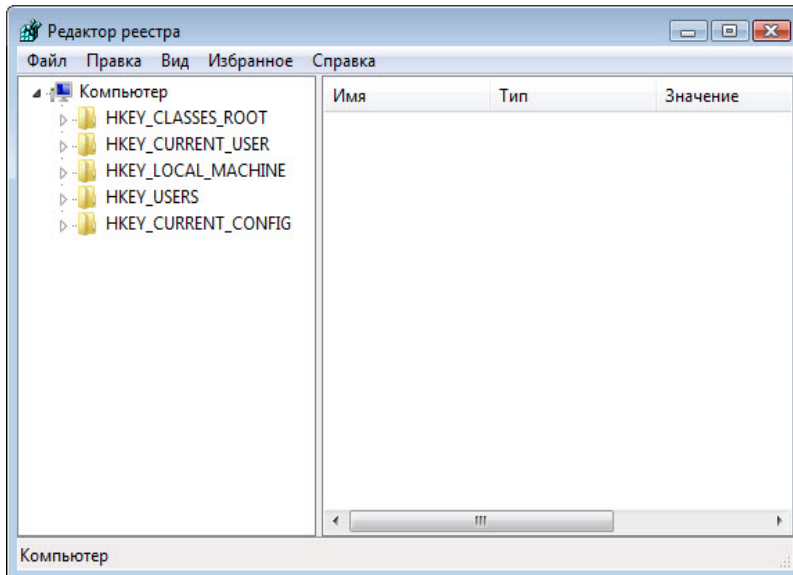 Редактор реестра
Файл Правка Вид Избранное Справка
Компьютер
HKEY_CLASSES_ROOT
HKEY_CURRENT_USER
HKEY_LOCAL_MACHINE
HKEY_USERS
HKEY_CURRENT_CONFIG
Имя Тип Значение
Компьютер